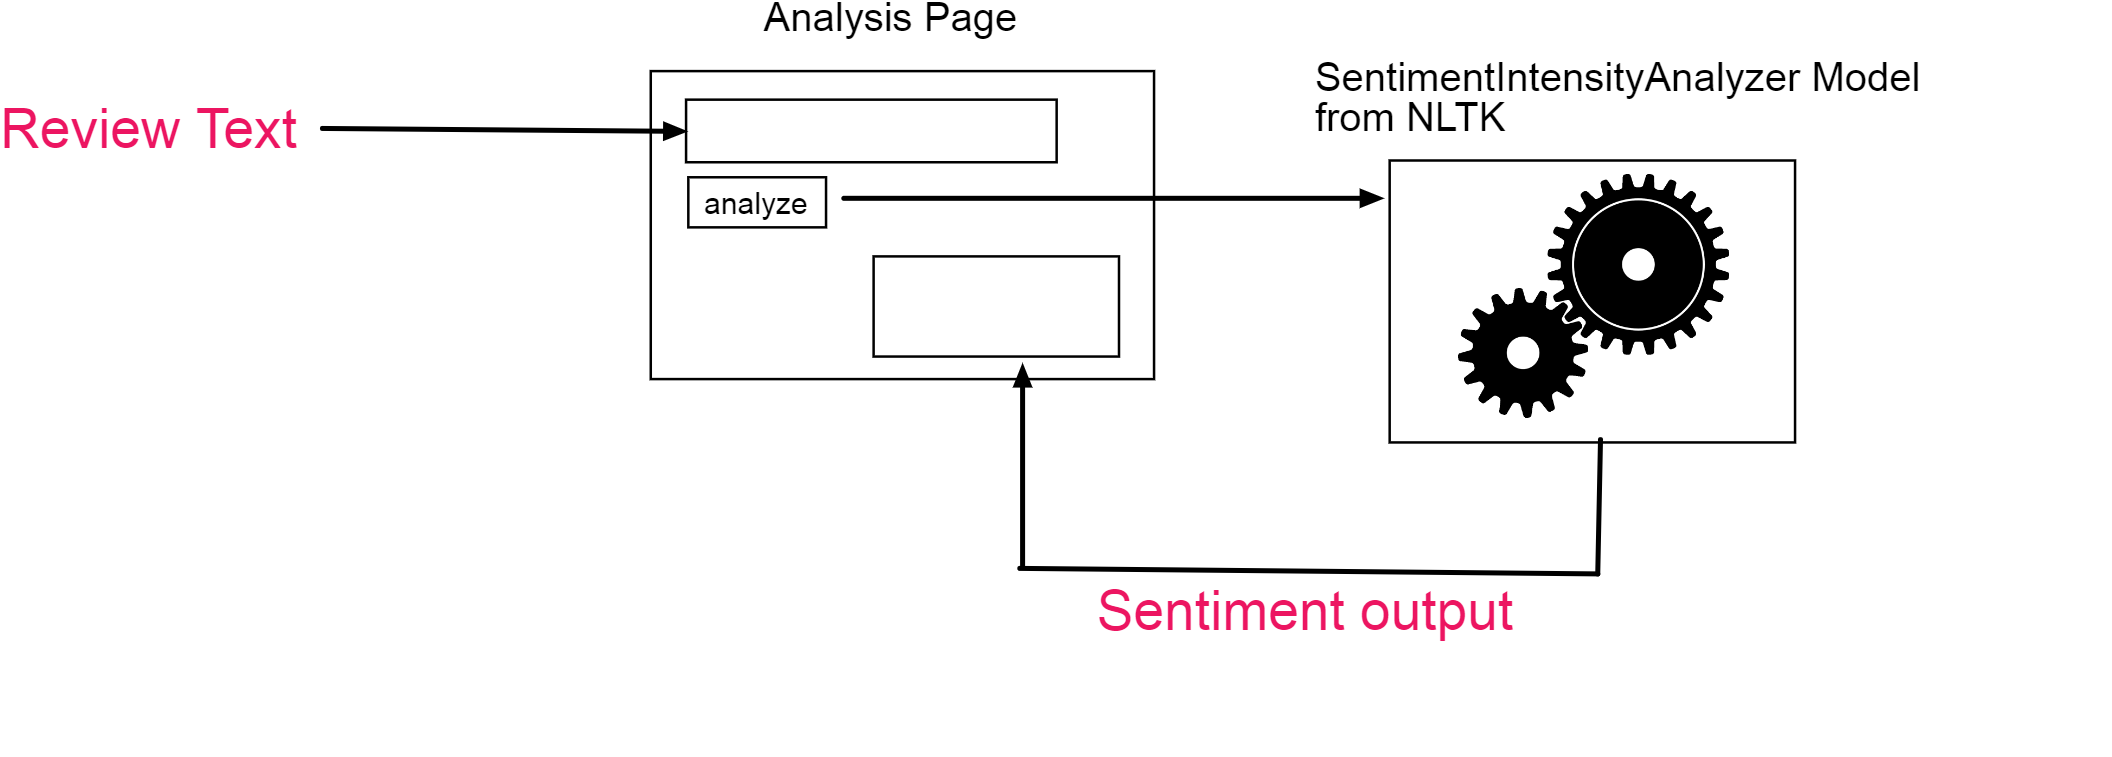 Analysis Page
SentimentIntensityAnalyzer Model
from NLTK
Review Text
analyze
Sentiment output